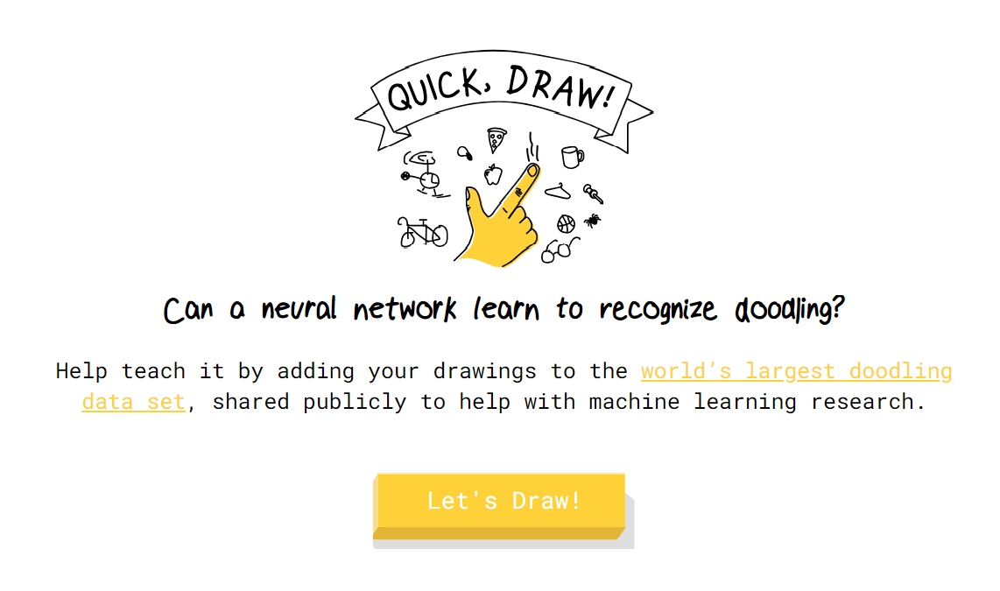 QUICK, DRAW!
Can a neural network learn to recognize doodling?
Help teach it by adding your drawings to the world’s largest doodling
data set, shared publicly to help with machine learning research.
Let's Draw!